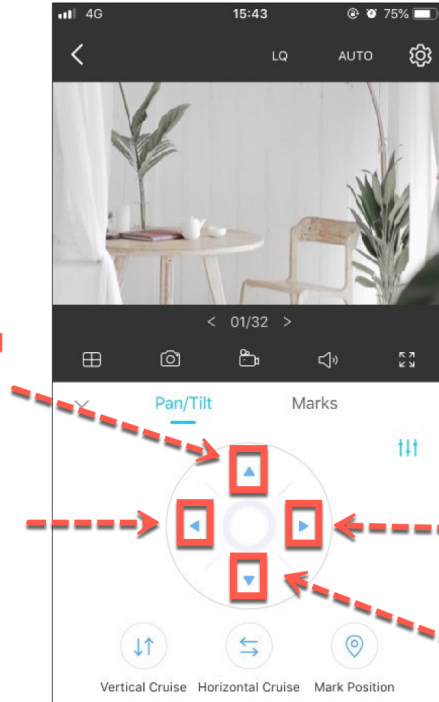 4G 15:43 75%
LQ AUTO
< 01/32 >
Pan/Tilt Marks
Vertical Cruise Horizontal Cruise Mark Position